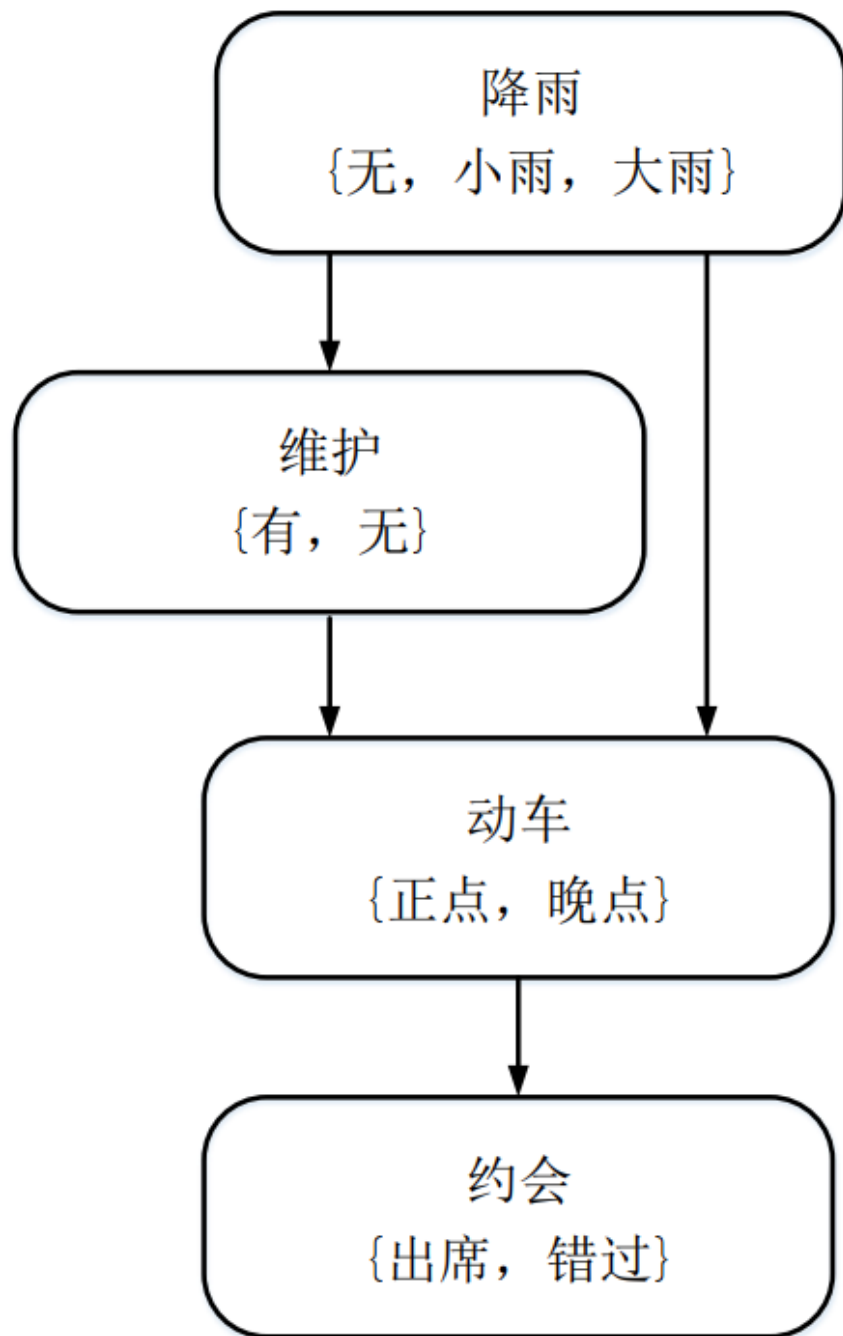 降雨
{无，小雨，大雨}
维护
{有，无}
动车
{正点，晚点}
约会
{出席，错过}